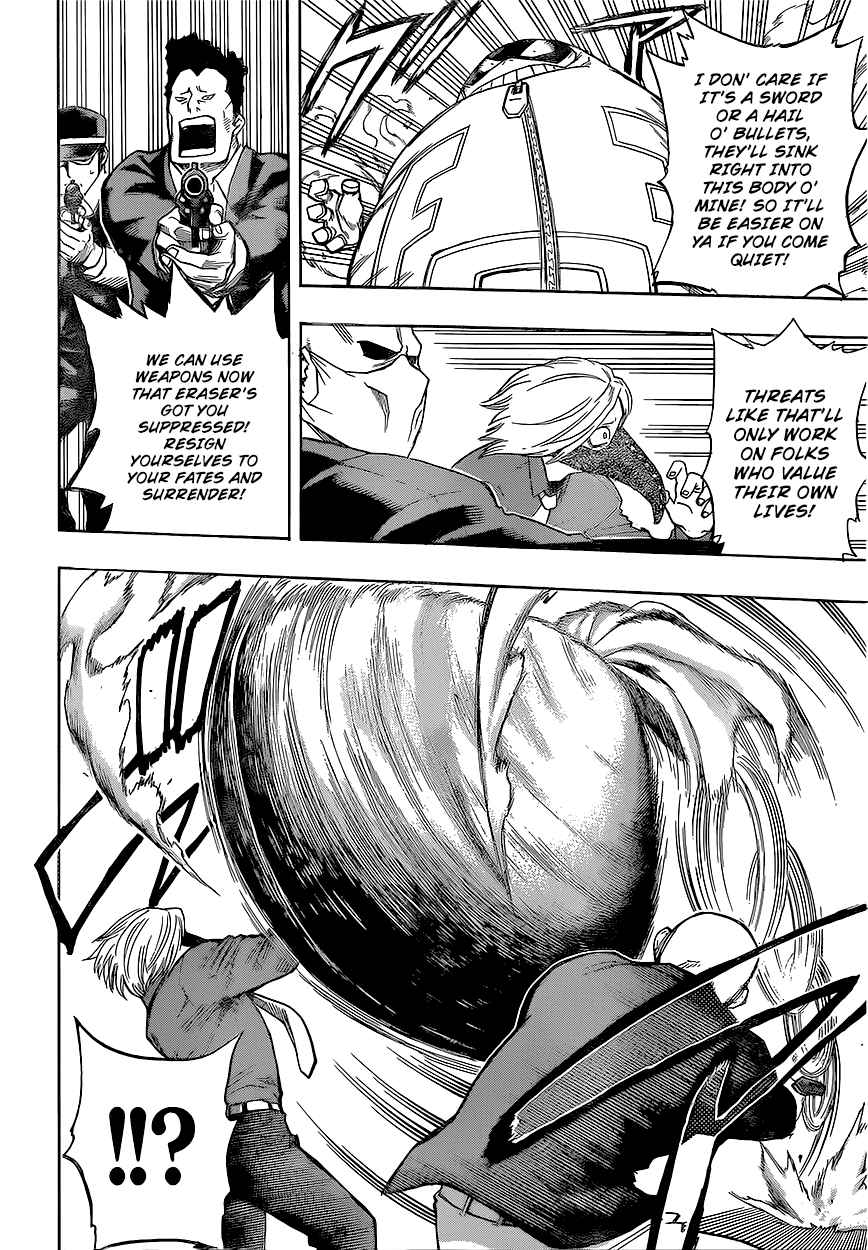 I DON' CARE IF
IT'S A SWORD
OR A HAIL
O' BULLETS,
THEY'LL SINK
RIGHT INTO
THIS BODY O'
MINE! SO IT'LL
BE EASIER ON
YA IF YOU COME
QUIET!
WE CAN USE
WEAPONS NOW
THAT ERASER'S
GOT YOU
SUPPRESSED!
RESIGN
YOURSELVES TO
YOUR FATES AND
SURRENDER!
THREATS
LIKE THAT'LL
ONLY WORK
ON FOLKS
WHO VALUE
THEIR OWN
LIVES!
!!?